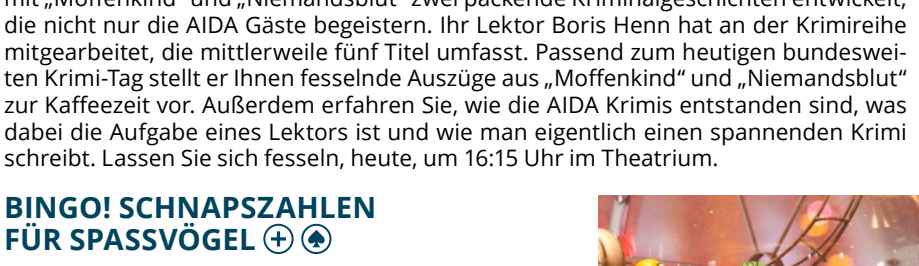 mit „Moffenkind“ und „Niemandsblut“ zwei packende Kriminalgeschichten entwickelt,
die nicht nur die AIDA Gäste begeistern. Ihr Lektor Boris Henn hat an der Krimireihe
mitgearbeitet, die mittlerweile fünf Titel umfasst. Passend zum heutigen bundeswei-
ten Krimi-Tag stellt er Ihnen fesselnde Auszüge aus „Moffenkind“ und „Niemandsblut“
zur Kaffeezeit vor. Außerdem erfahren Sie, wie die AIDA Krimis entstanden sind, was
dabei die Aufgabe eines Lektors ist und wie man eigentlich einen spannenden Krimi
schreibt. Lassen Sie sich fesseln, heute, um 16:15 Uhr im Theatrium.
BINGO! SCHNAPSZAHLEN
FÜR SPASSVÖGEL